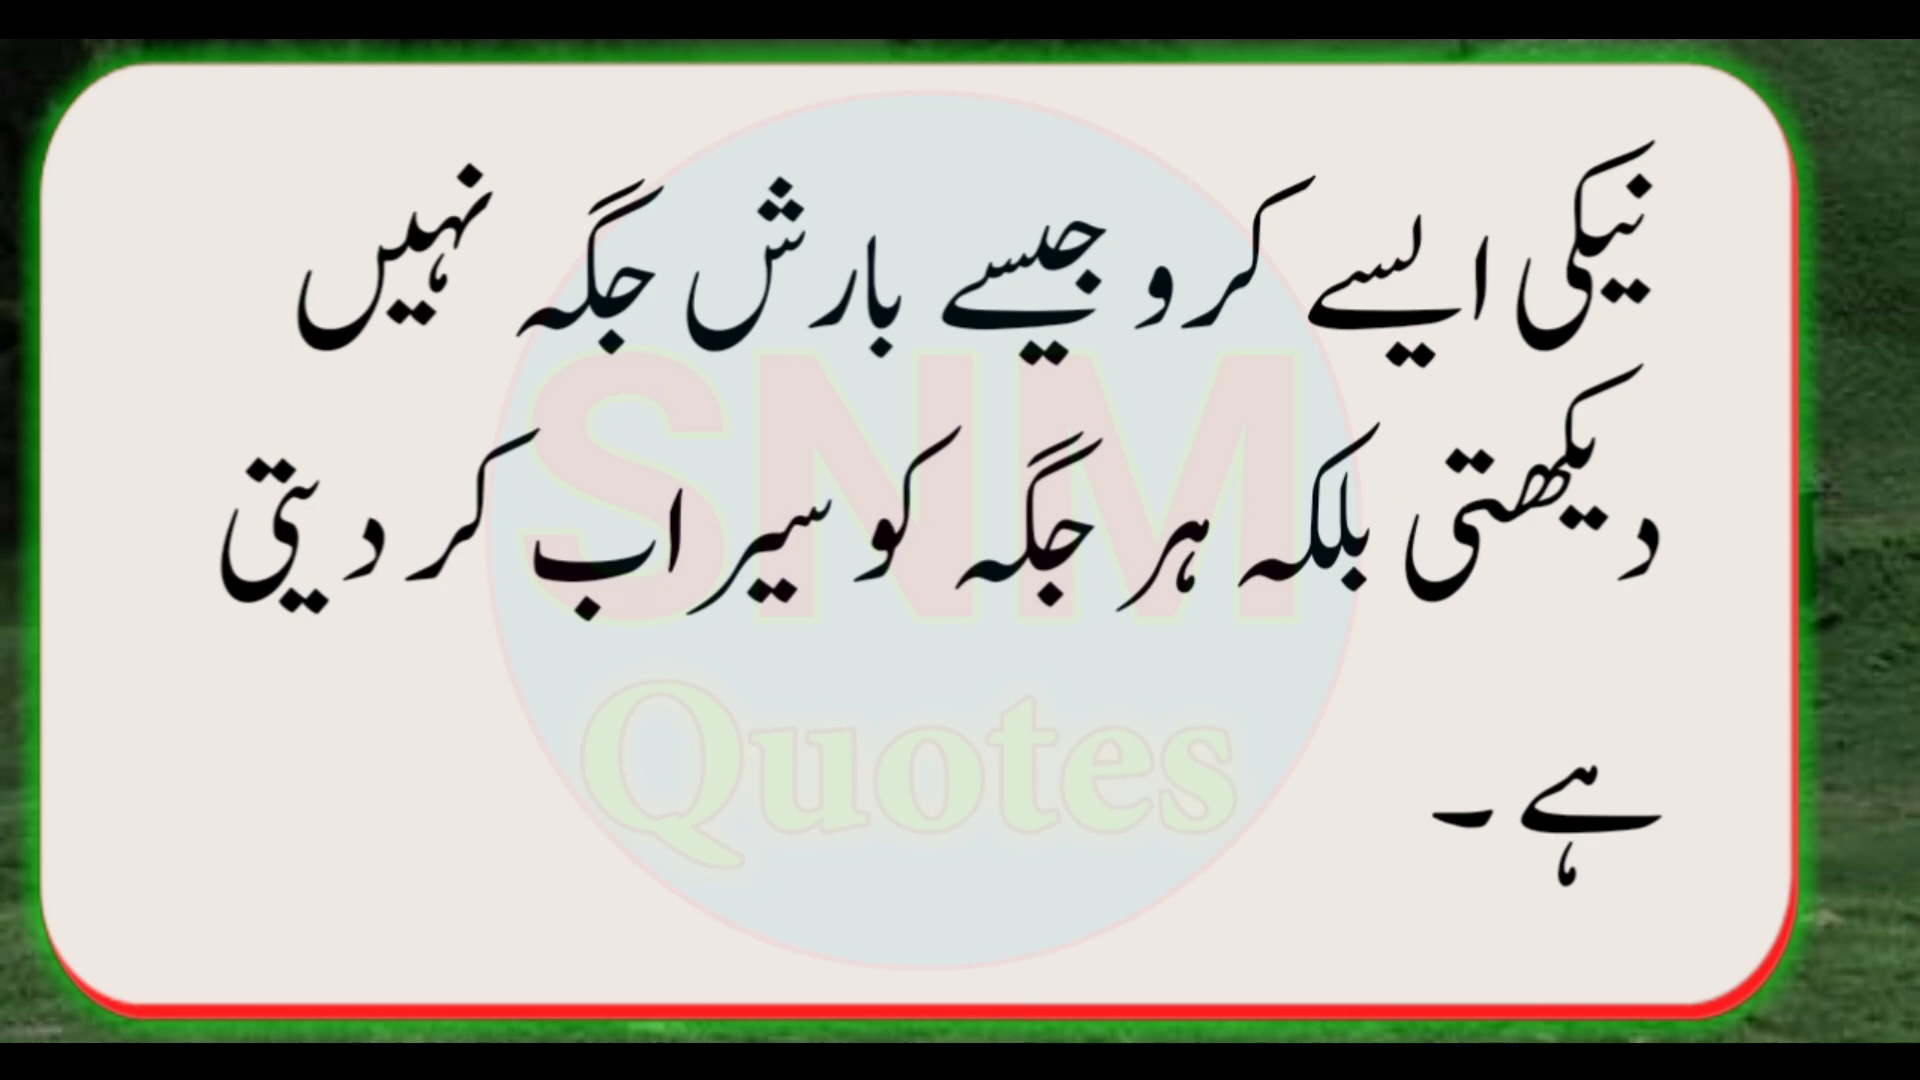 نیکی ایسے کرو جیسے بارش جگہ نہیں
دیکھتی بلکہ ہر جگہ کو سیراب کر دیتی
ہے ۔
SNM
Quotes